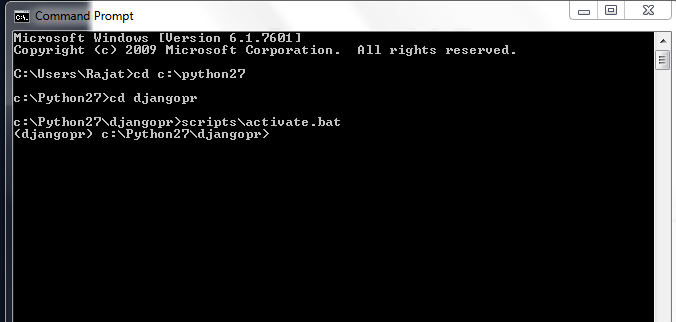 Command Prompt
Microsoft Windows [Version 6.1.7601]
Copyright (c) 2009 Microsoft Corporation.  All rights reserved.
C:\Users\Rajat>cd c:\python27
c:\Python27>cd djangopr
c:\Python27\djangopr>scripts\activate.bat
(djangopr) c:\Python27\djangopr>